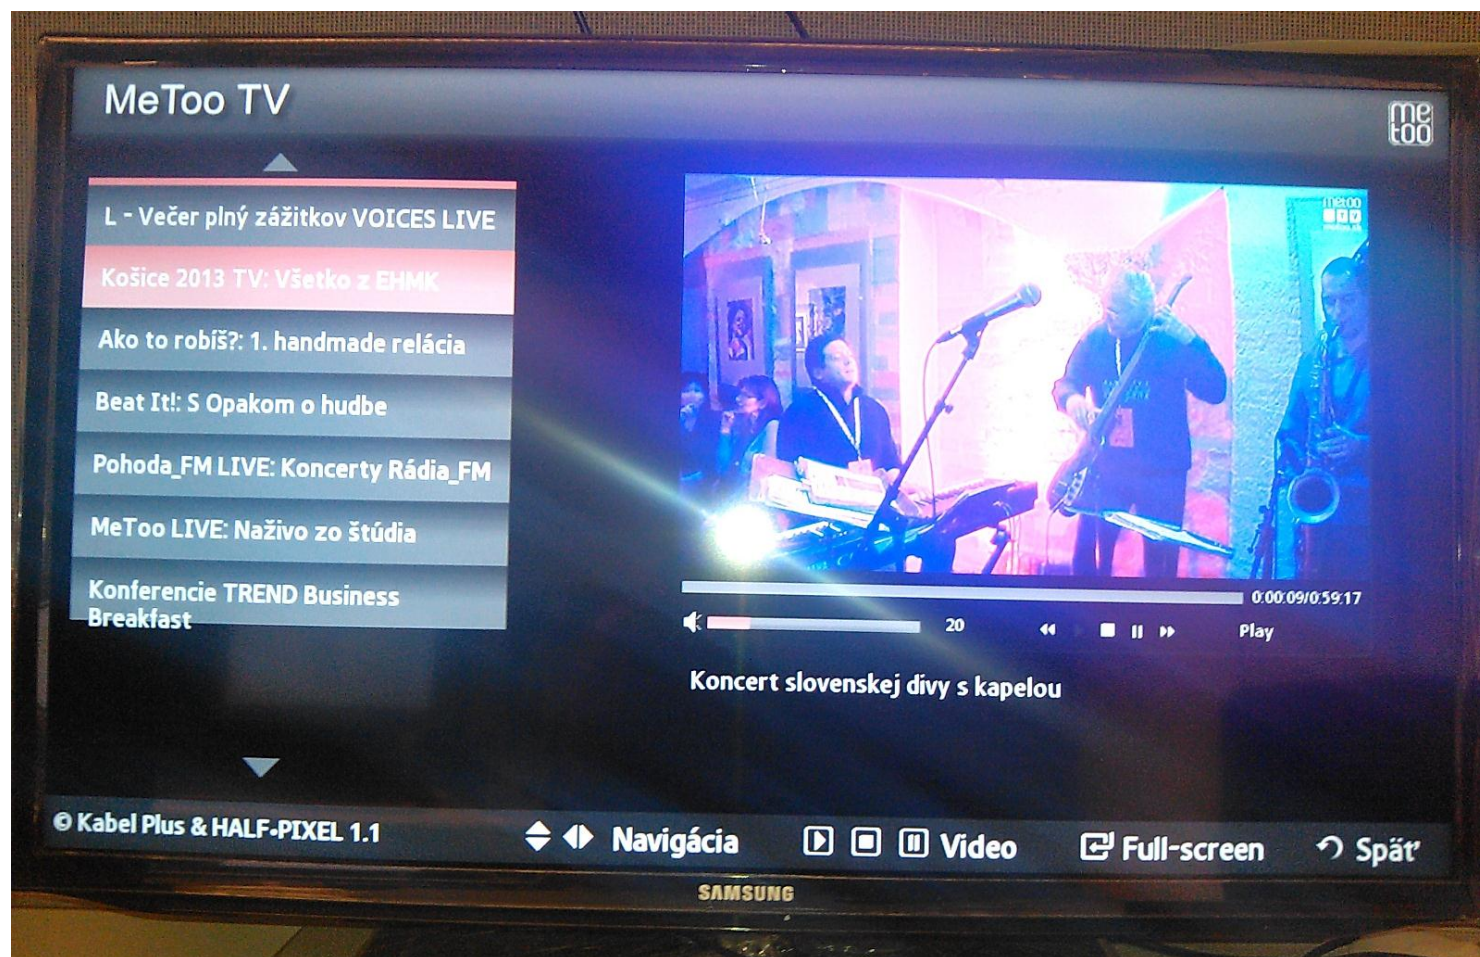 MeToo TV
me
too
L - Večer plný zážitkov VOICES LIVE
Košice 2013 TV: Všetko z EHMK
Ako to robíš?: 1. handmade relácia
Beat It!: S Opakom o hudbe
Pohoda_FM LIVE: Koncerty Rádia_FM
MeToo LIVE: Naživo zo štúdia
Konferencie TREND Business
Breakfast
metoo
TV
0:00:09/0:59:17
20
Play
Koncert slovenskej divy s kapelou
© Kabel Plus & HALF•PIXEL 1.1
Navigácia
Video
Full-screen
Späť
SAMSUNG